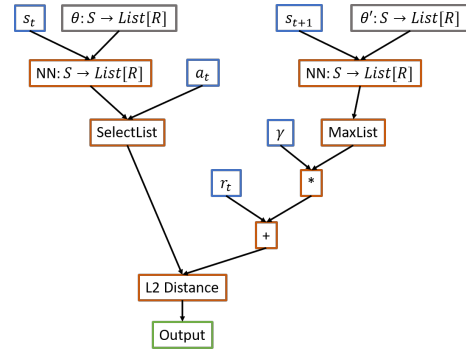 s_t
θ: S → List[R]
s_{t+1}
θ′: S → List[R]
NN: S → List[R]
NN: S → List[R]
a_t
SelectList
γ
MaxList
r_t
*
+
L2 Distance
Output